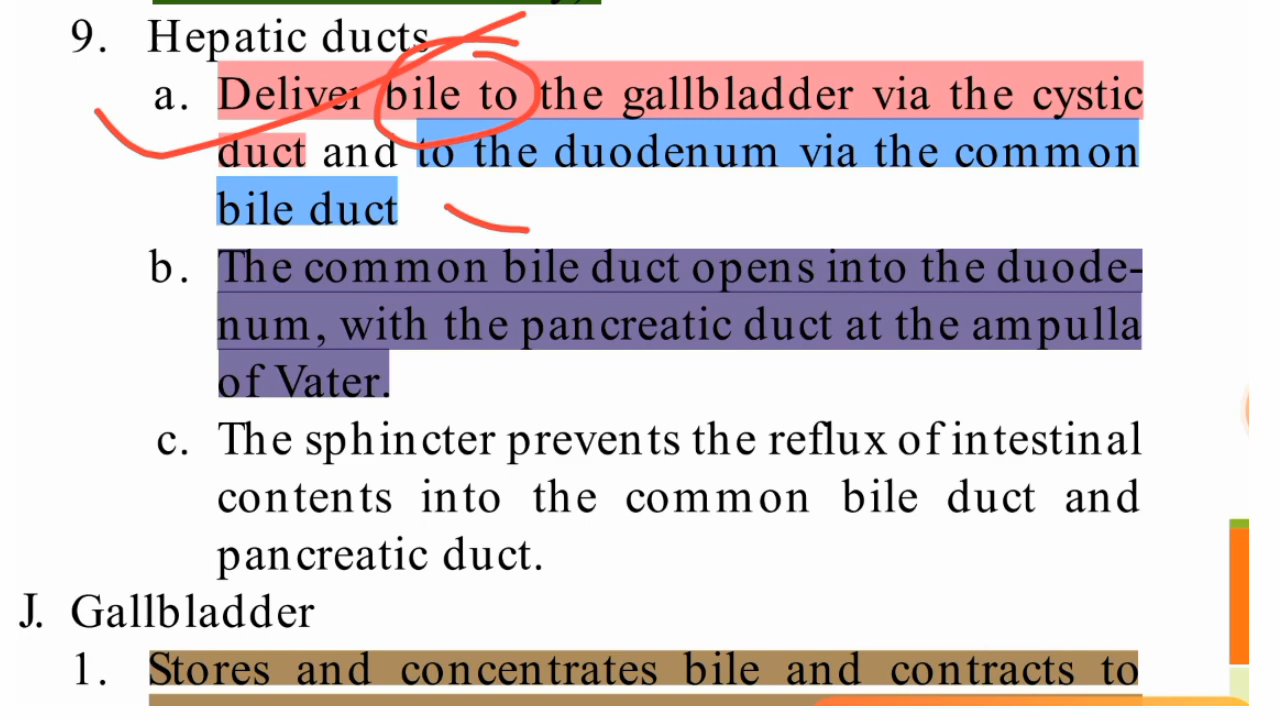 9. Hepatic ducts
a. Deliver bile to the gallbladder via the cystic
duct and to the duodenum via the common
bile duct
b. The common bile duct opens into the duode-
num, with the pancreatic duct at the ampulla
of Vater.
c. The sphincter prevents the reflux of intestinal
contents into the common bile duct and
pancreatic duct.
J. Gallbladder
1. Stores and concentrates bile and contracts to